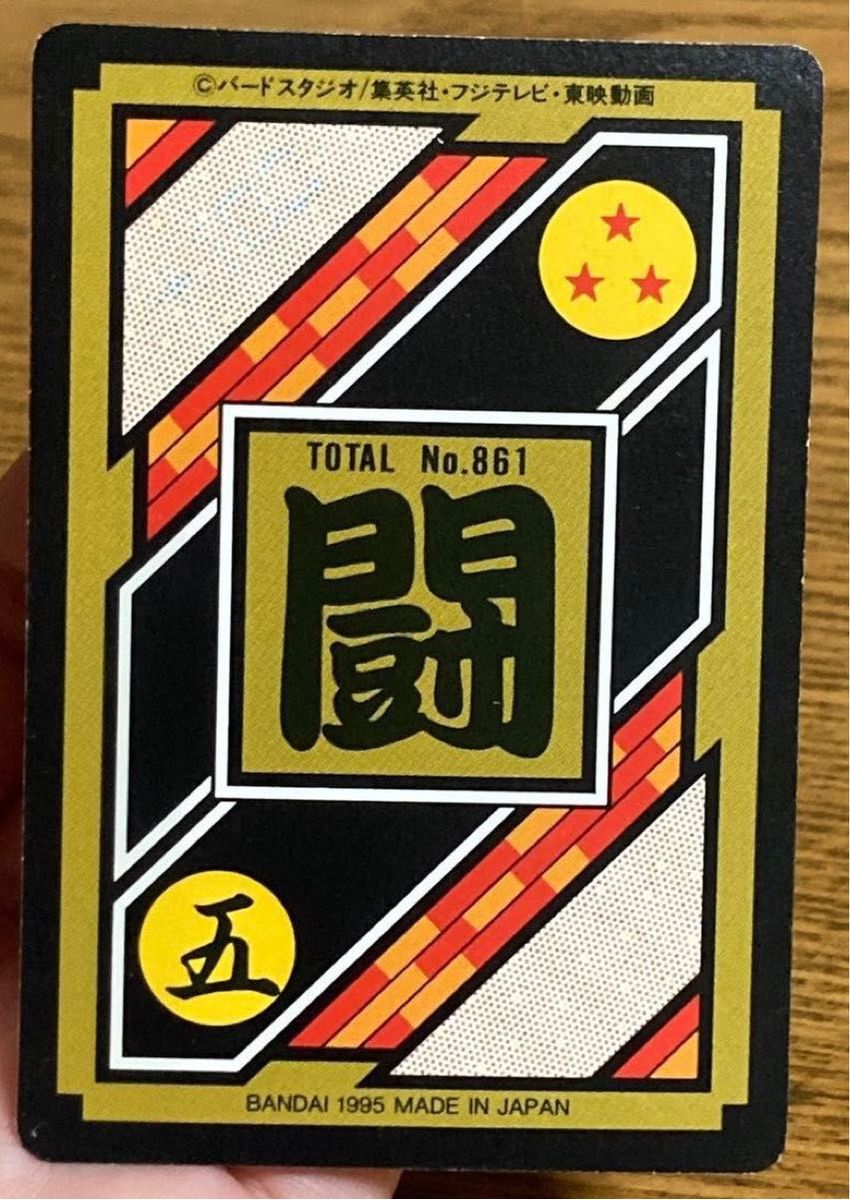 ©バードスタジオ/集英社・フジテレビ・東映動画
TOTAL No.861
闘
五
BANDAI 1995 MADE IN JAPAN